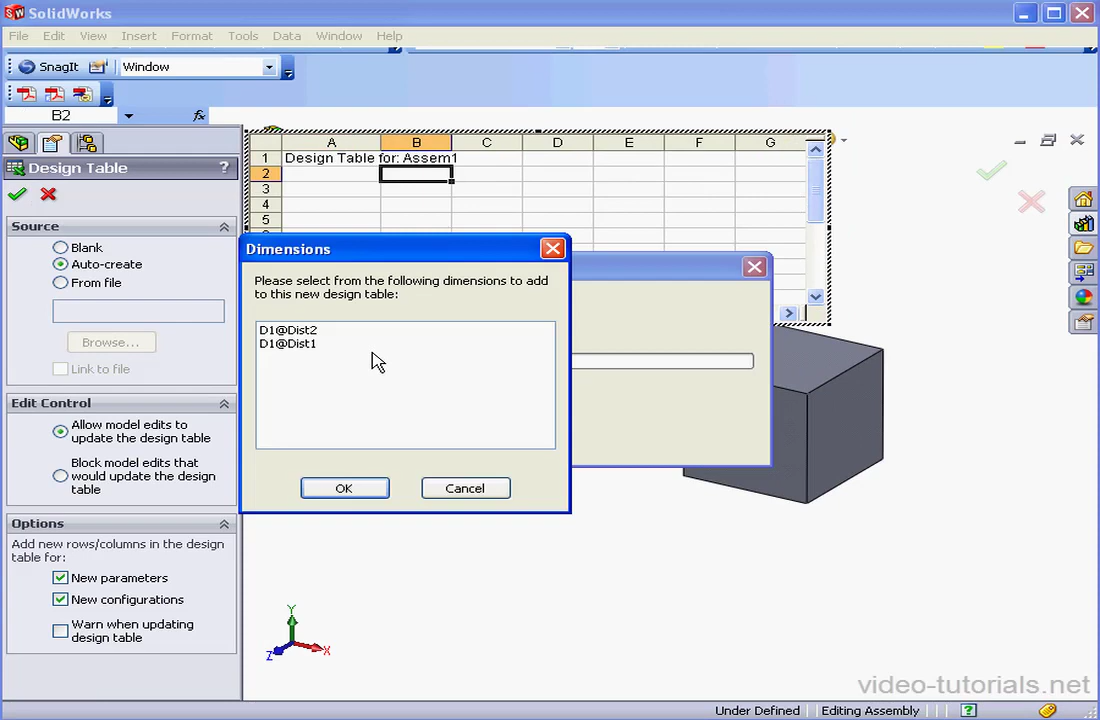 SolidWorks
File Edit View Insert Format Tools Data Window Help
SnagIt Window
B2 fx
A B C D E F G
1 Design Table for: Assem1
2
3
4
5
Design Table ?
Source
Blank
Auto-create
From file
Browse...
Link to file
Edit Control
Allow model edits to
update the design table
Block model edits that
would update the design
table
Options
Add new rows/columns in the design
table for:
New parameters
New configurations
Warn when updating
design table
Dimensions
Please select from the following dimensions to add
to this new design table:
D1@Dist2
D1@Dist1
OK Cancel
Y
Z X
video-tutorials.net
Under Defined Editing Assembly ?